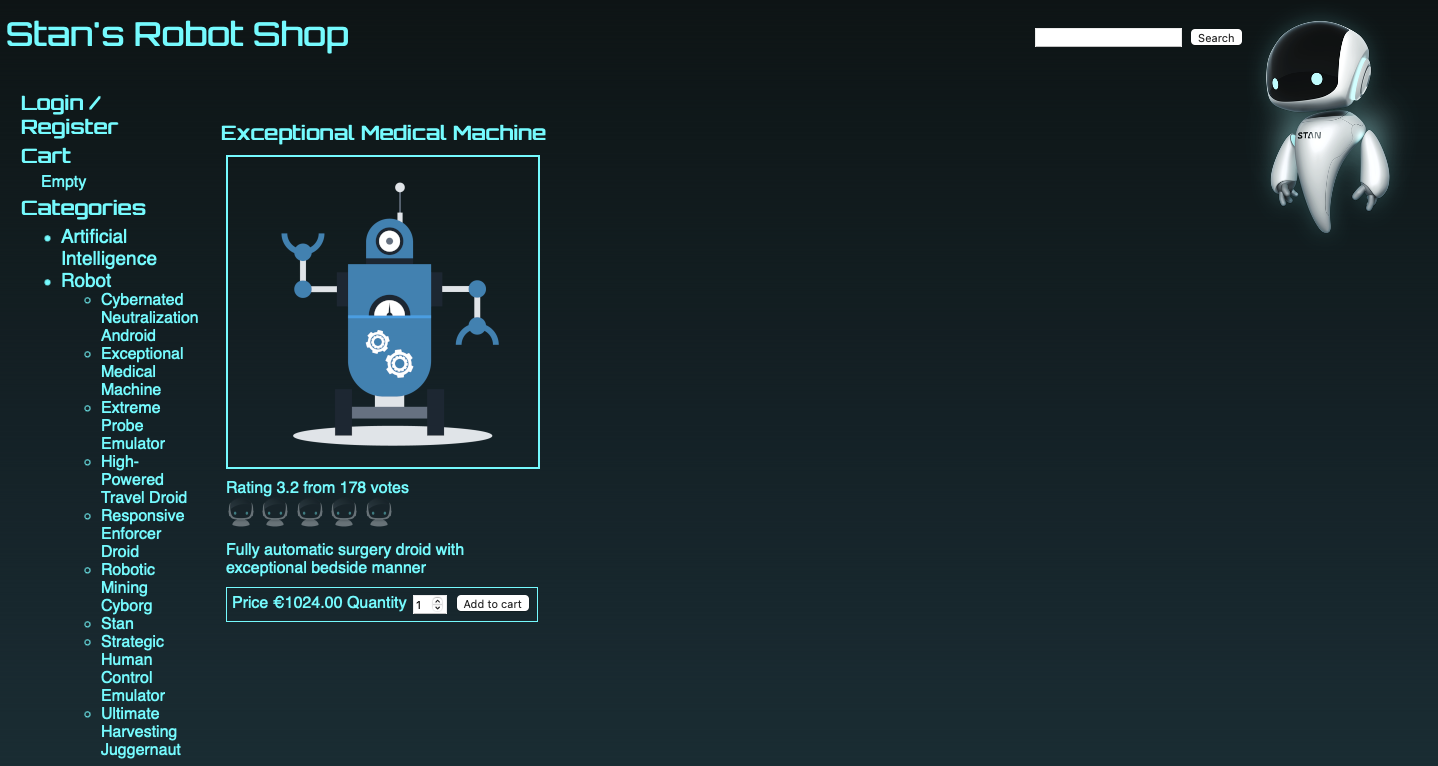 Stan's Robot Shop
Search
STAN
Login /
Register
Cart
Empty
Categories
Artificial
Intelligence
Robot
Cybernated
Neutralization
Android
Exceptional
Medical
Machine
Extreme
Probe
Emulator
High-
Powered
Travel Droid
Responsive
Enforcer
Droid
Robotic
Mining
Cyborg
Stan
Strategic
Human
Control
Emulator
Ultimate
Harvesting
Juggernaut
Exceptional Medical Machine
Rating 3.2 from 178 votes
Fully automatic surgery droid with
exceptional bedside manner
Price €1024.00 Quantity 1 Add to cart